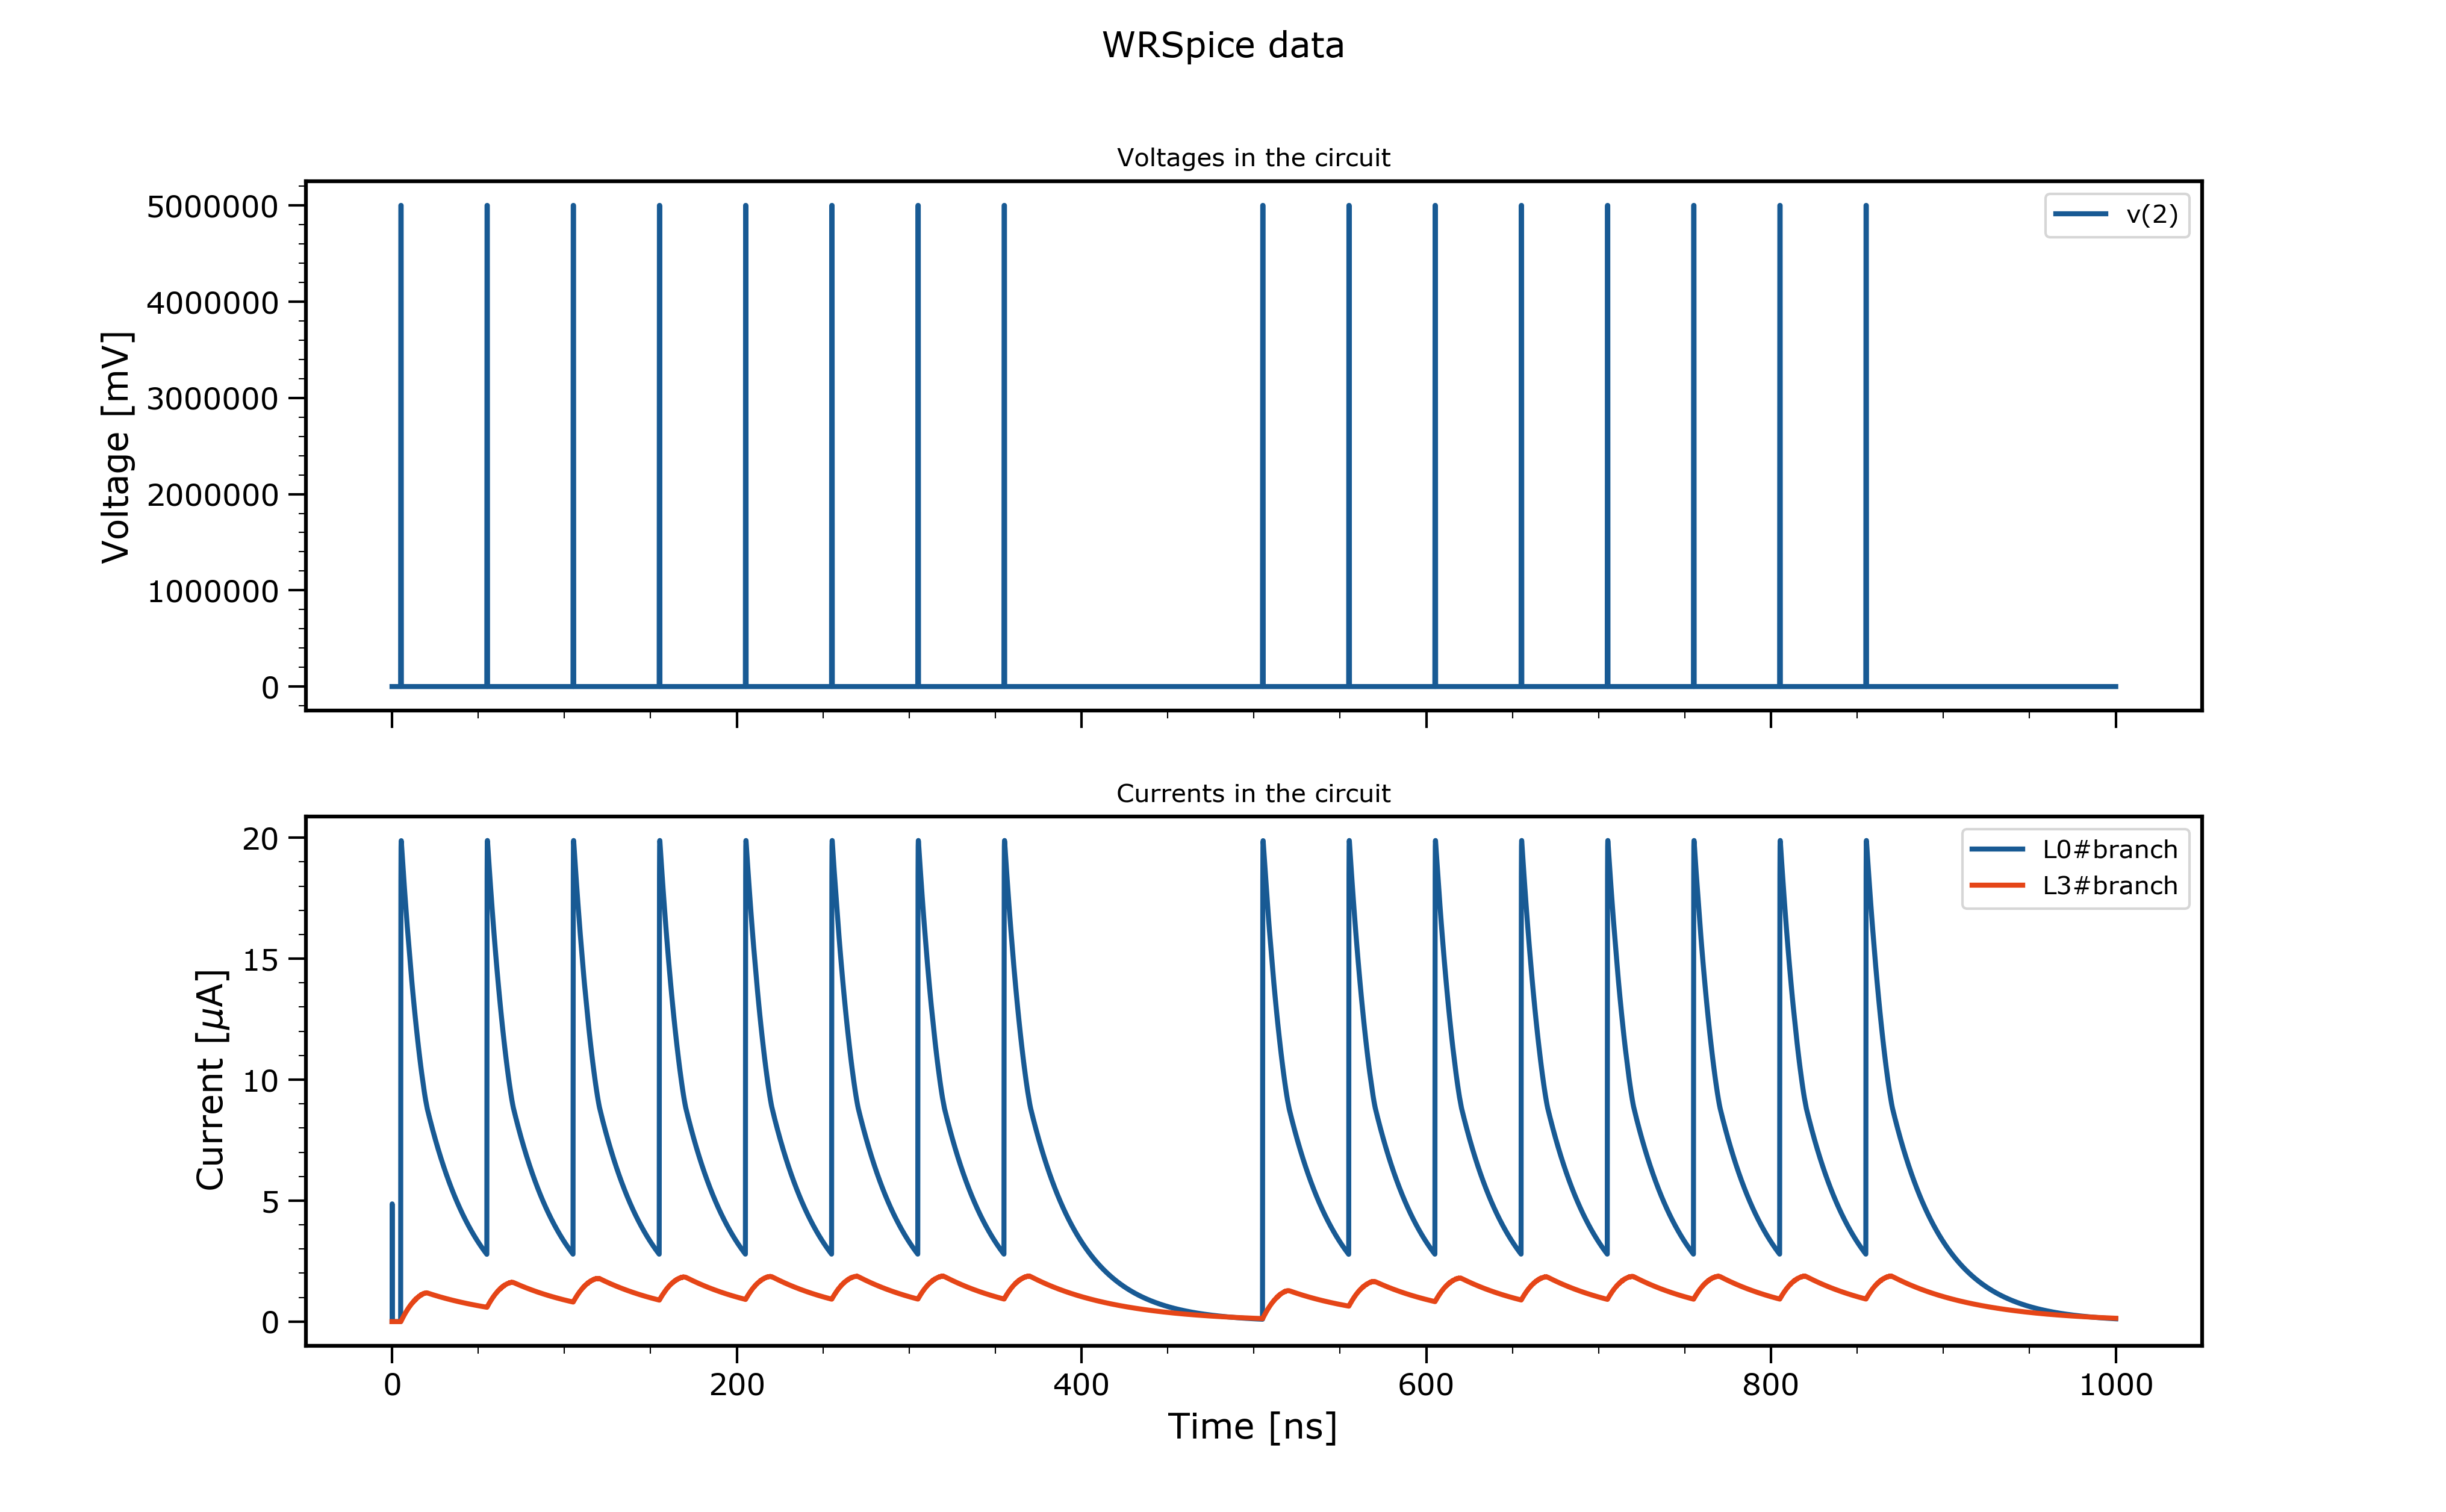 WRSpice data
Voltages in the circuit
5000000
4000000
3000000
2000000
1000000
0
Voltage [mV]
v(2)
Currents in the circuit
20
15
10
5
0
Current [μA]
L0#branch
L3#branch
0 200 400 600 800 1000
Time [ns]